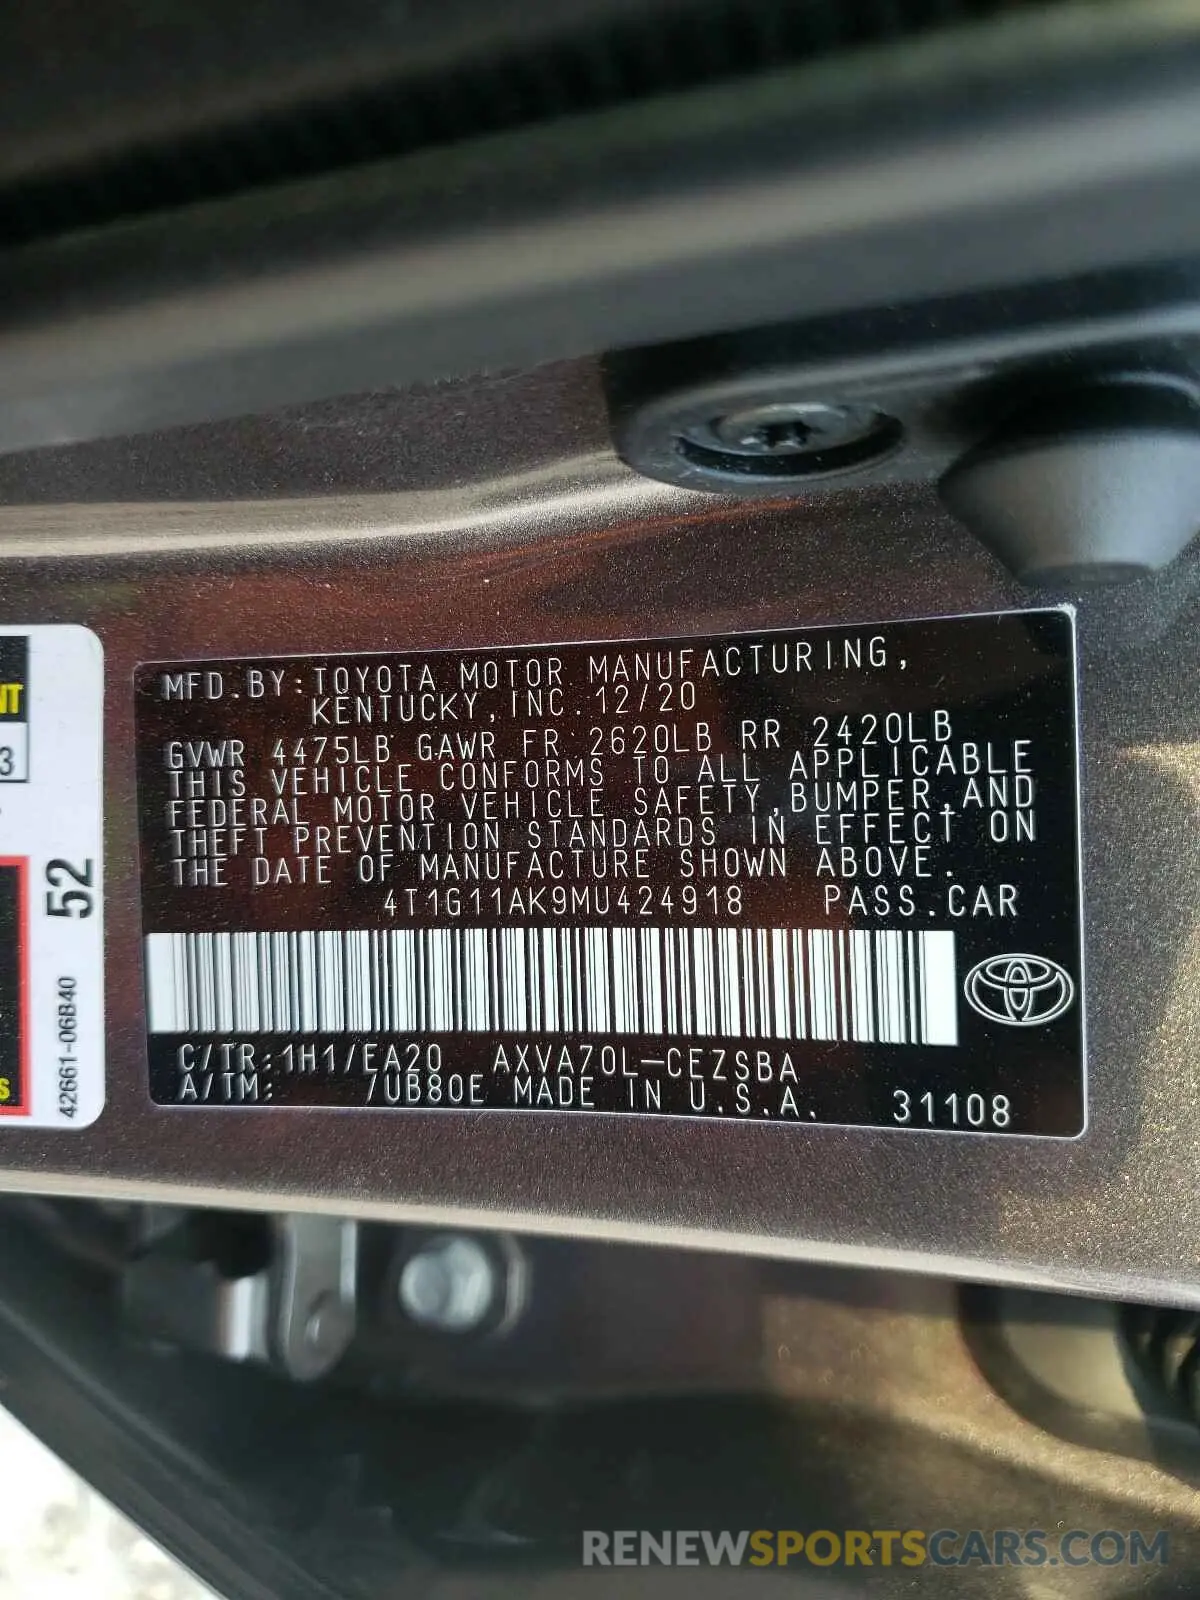 MFD.BY:TOYOTA MOTOR MANUFACTURING,
KENTUCKY,INC.12/20
GVWR 4475LB GAWR FR 2620LB RR 2420LB
THIS VEHICLE CONFORMS TO ALL APPLICABLE
FEDERAL MOTOR VEHICLE SAFETY,BUMPER,AND
THEFT PREVENTION STANDARDS IN EFFECT ON
THE DATE OF MANUFACTURE SHOWN ABOVE.
4T1G11AK9MU424918 PASS.CAR
C/TR:1H1/EA20 AXVA70L-CEZSBA
A/TM: /UB80E MADE IN U.S.A. 31108
NT
3
52
42661-06B40
S
RENEWSPORTSCARS.COM